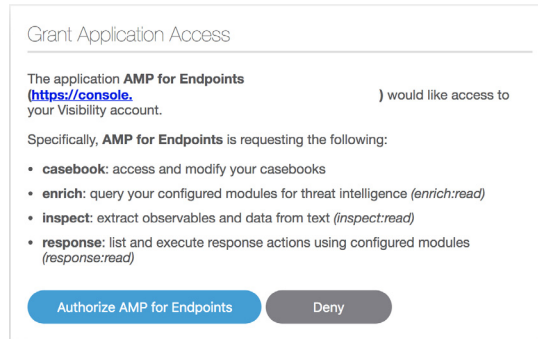 Grant Application Access
The application AMP for Endpoints
(https://console. ) would like access to
your Visibility account.
Specifically, AMP for Endpoints is requesting the following:
• casebook: access and modify your casebooks
• enrich: query your configured modules for threat intelligence (enrich:read)
• inspect: extract observables and data from text (inspect:read)
• response: list and execute response actions using configured modules
(response:read)
Authorize AMP for Endpoints Deny